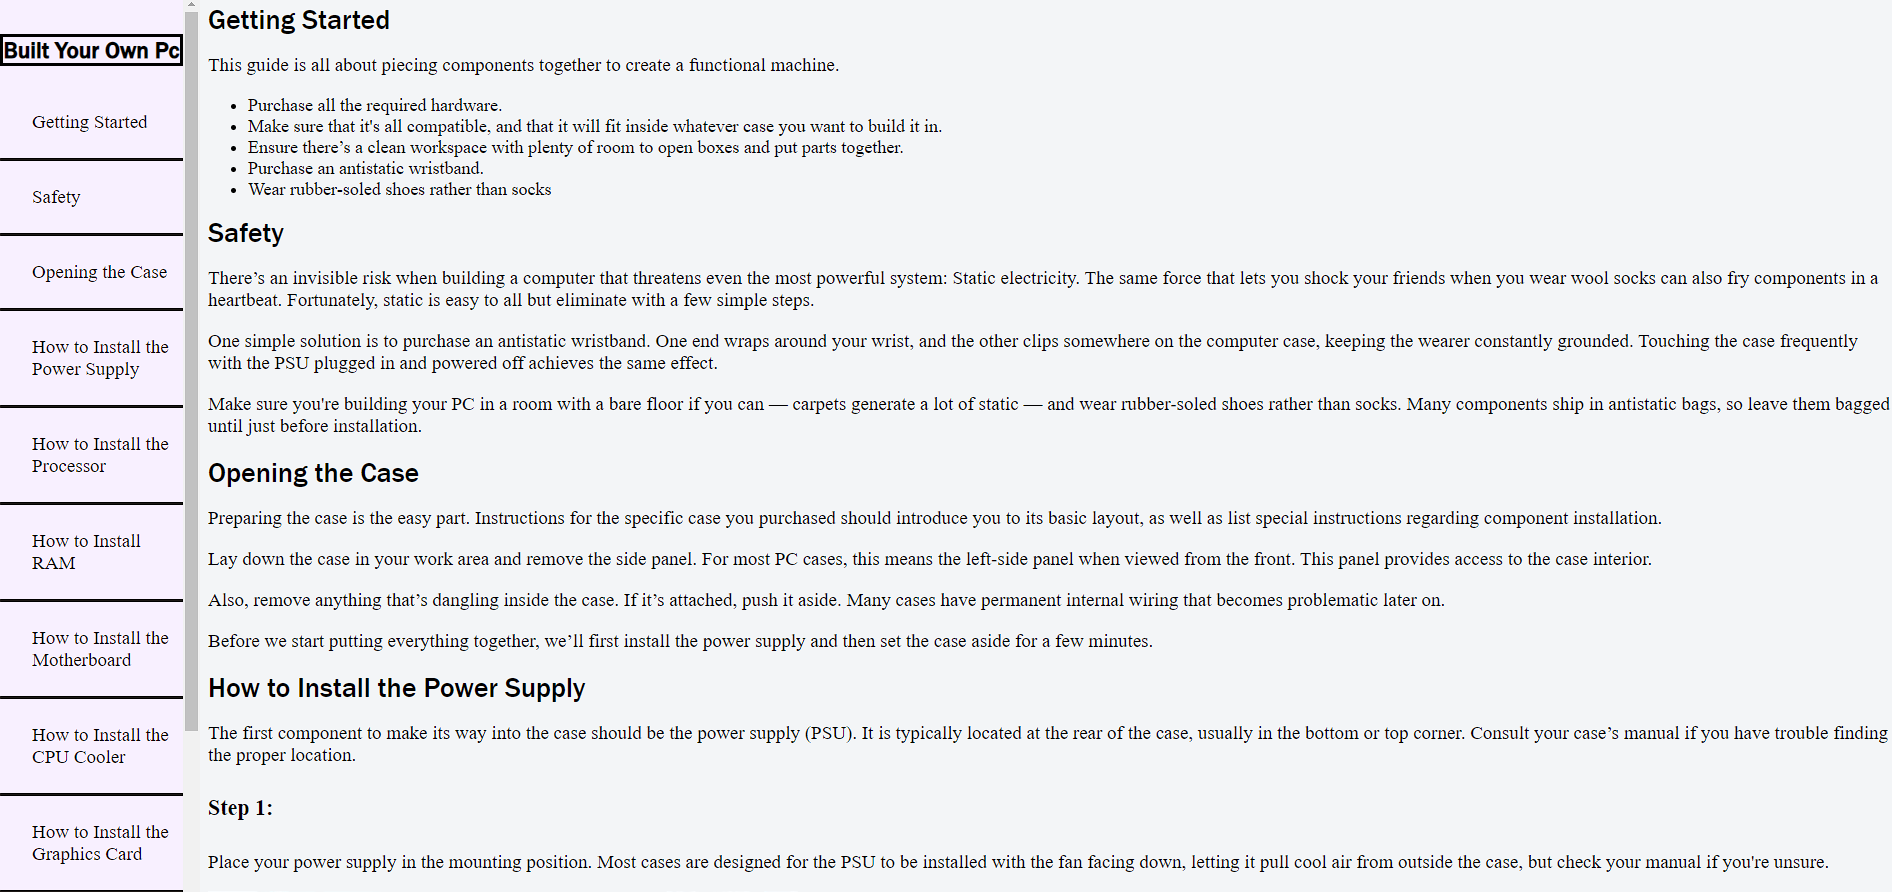 Built Your Own Pc
Getting Started
Safety
Opening the Case
How to Install the
Power Supply
How to Install the
Processor
How to Install
RAM
How to Install the
Motherboard
How to Install the
CPU Cooler
How to Install the
Graphics Card
Getting Started
This guide is all about piecing components together to create a functional machine.
• Purchase all the required hardware.
• Make sure that it's all compatible, and that it will fit inside whatever case you want to build it in.
• Ensure there’s a clean workspace with plenty of room to open boxes and put parts together.
• Purchase an antistatic wristband.
• Wear rubber-soled shoes rather than socks
Safety
There’s an invisible risk when building a computer that threatens even the most powerful system: Static electricity. The same force that lets you shock your friends when you wear wool socks can also fry components in a
heartbeat. Fortunately, static is easy to all but eliminate with a few simple steps.
One simple solution is to purchase an antistatic wristband. One end wraps around your wrist, and the other clips somewhere on the computer case, keeping the wearer constantly grounded. Touching the case frequently
with the PSU plugged in and powered off achieves the same effect.
Make sure you're building your PC in a room with a bare floor if you can — carpets generate a lot of static — and wear rubber-soled shoes rather than socks. Many components ship in antistatic bags, so leave them bagged
until just before installation.
Opening the Case
Preparing the case is the easy part. Instructions for the specific case you purchased should introduce you to its basic layout, as well as list special instructions regarding component installation.
Lay down the case in your work area and remove the side panel. For most PC cases, this means the left-side panel when viewed from the front. This panel provides access to the case interior.
Also, remove anything that’s dangling inside the case. If it’s attached, push it aside. Many cases have permanent internal wiring that becomes problematic later on.
Before we start putting everything together, we’ll first install the power supply and then set the case aside for a few minutes.
How to Install the Power Supply
The first component to make its way into the case should be the power supply (PSU). It is typically located at the rear of the case, usually in the bottom or top corner. Consult your case’s manual if you have trouble finding
the proper location.
Step 1:
Place your power supply in the mounting position. Most cases are designed for the PSU to be installed with the fan facing down, letting it pull cool air from outside the case, but check your manual if you're unsure.